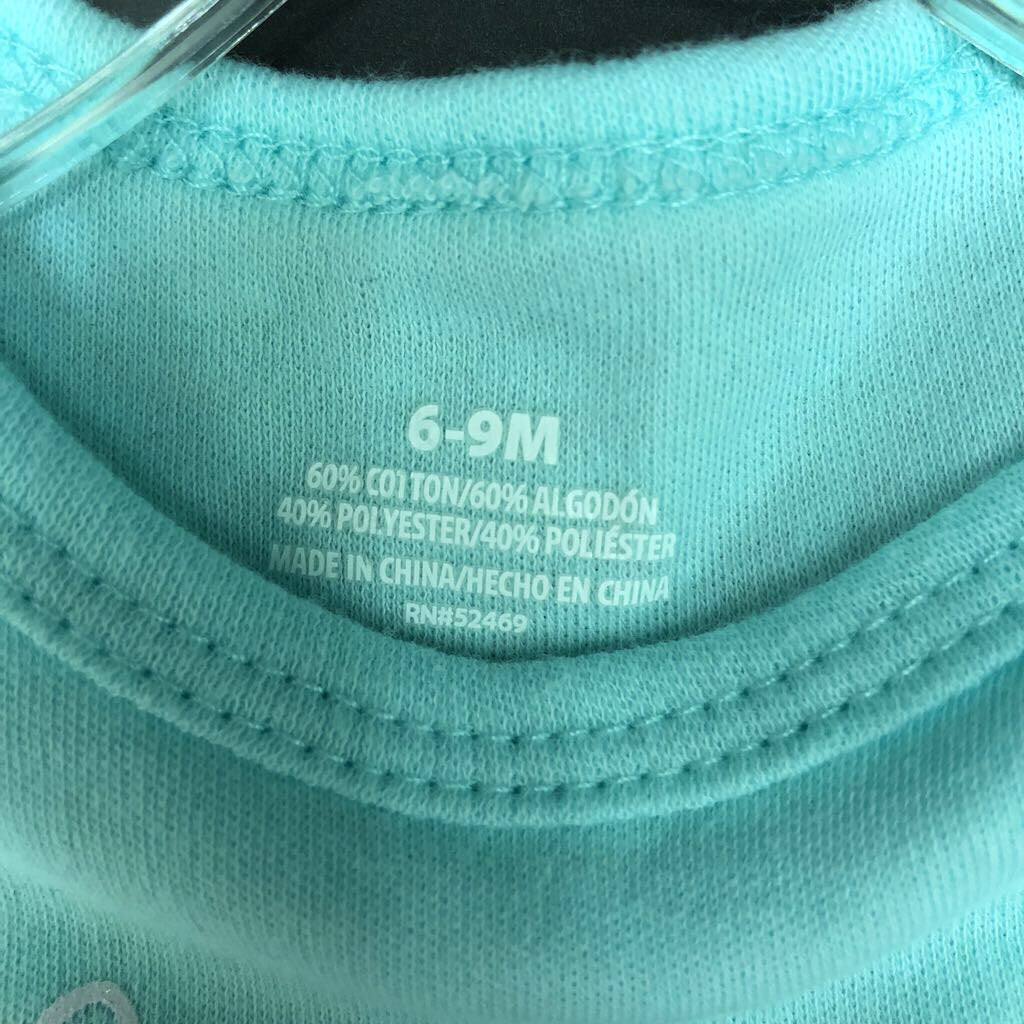 6-9M
60% COTTON/60% ALGODÓN
40% POLYESTER/40% POLIÉSTER
MADE IN CHINA/HECHO EN CHINA
RN#52469